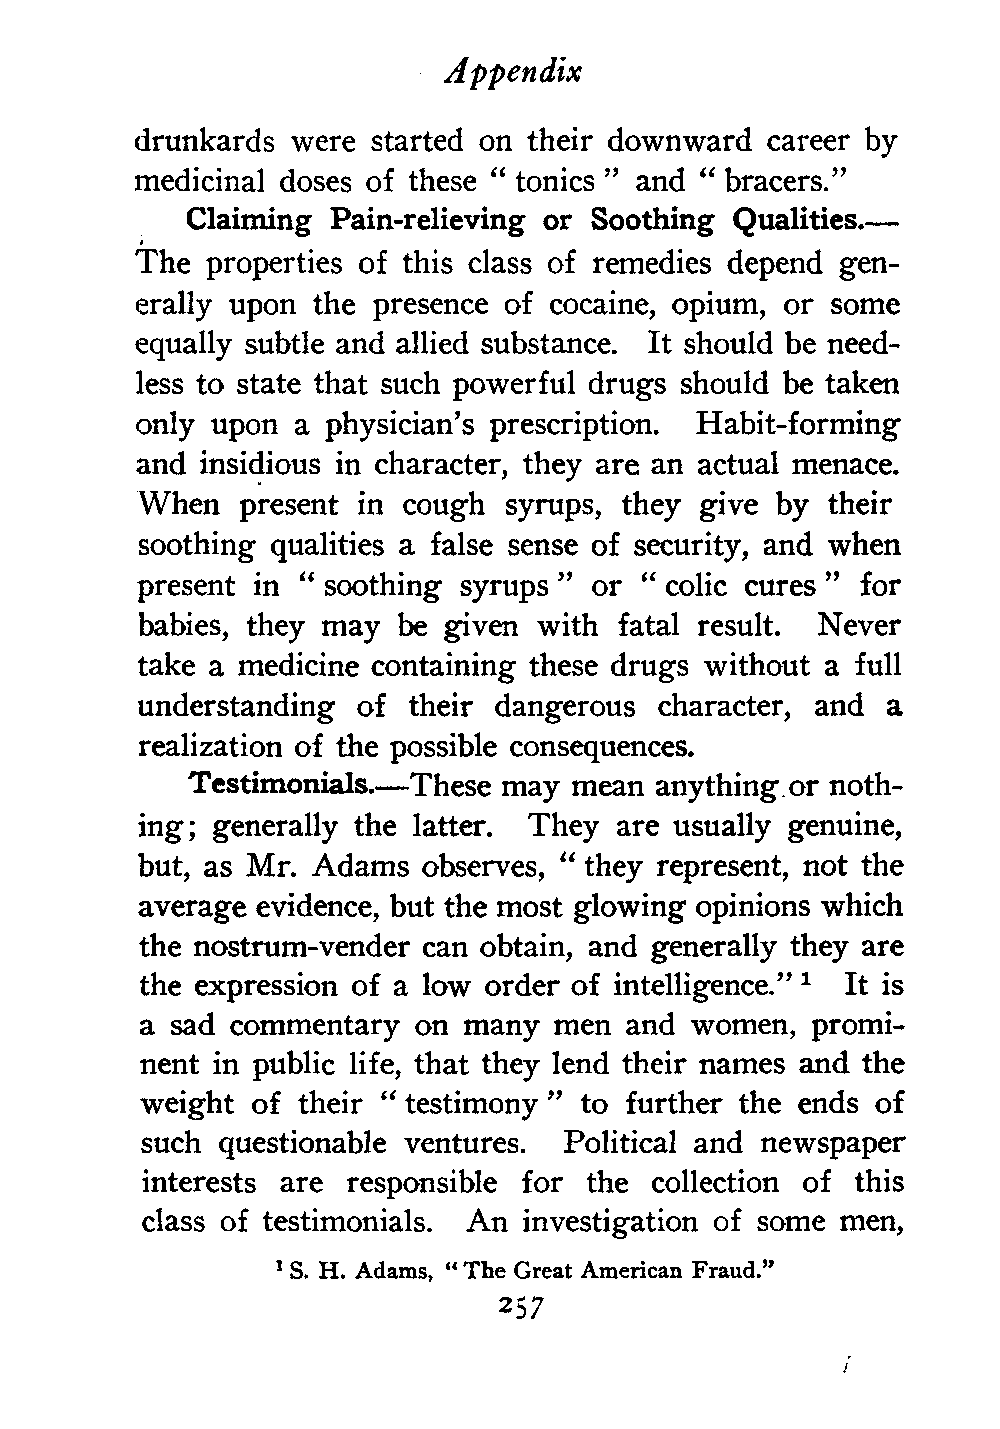 Appendix
drunkards were started on their downward career by
medicinal doses of these “ tonics ” and “ bracers.”
Claiming Pain-relieving or Soothing Qualities.—
The properties of this class of remedies depend gen-
erally upon the presence of cocaine, opium, or some
equally subtle and allied substance. It should be need-
less to state that such powerful drugs should be taken
only upon a physician’s prescription. Habit-forming
and insidious in character, they are an actual menace.
When present in cough syrups, they give by their
soothing qualities a false sense of security, and when
present in “ soothing syrups ” or “ colic cures ” for
babies, they may be given with fatal result. Never
take a medicine containing these drugs without a full
understanding of their dangerous character, and a
realization of the possible consequences.
Testimonials.—These may mean anything or noth-
ing; generally the latter. They are usually genuine,
but, as Mr. Adams observes, “ they represent, not the
average evidence, but the most glowing opinions which
the nostrum-vender can obtain, and generally they are
the expression of a low order of intelligence.” ¹ It is
a sad commentary on many men and women, promi-
nent in public life, that they lend their names and the
weight of their “ testimony ” to further the ends of
such questionable ventures. Political and newspaper
interests are responsible for the collection of this
class of testimonials. An investigation of some men,
¹ S. H. Adams, “ The Great American Fraud.”
257